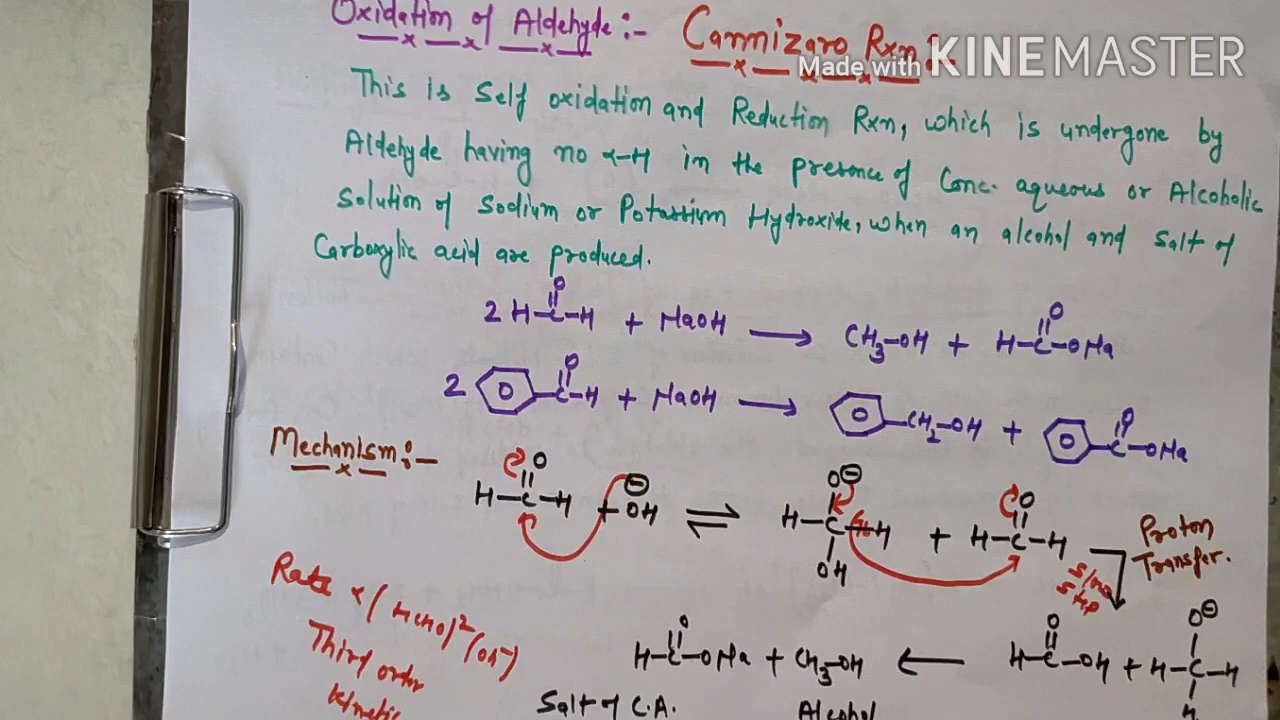 Oxidation of Aldehyde :- Cannizaro Rxn :-
Made with KINEMASTER
This is Self oxidation and Reduction Rxn, which is undergone by
Aldehyde having no α-H in the presence of Conc. aqueous or Alcoholic
Solution of Sodium or Potassium Hydroxide, when an alcohol and salt of
Carboxylic acid are produced.
2 H-C(=O)-H + NaOH → CH3-OH + H-C(=O)-ONa
2 C(=O)-H + NaOH → CH2-OH + C(=O)-ONa
Mechanism :-
H-C(=O)-H + ⊖OH ⇌ H-C(O⊖)(OH)-H + H-C(=O)-H
Proton
Transfer.
slow
step
Rate ∝ (HCHO)²(OH-)
Third order
Kinetic
H-C(=O)-ONa + CH3-OH ← H-C(=O)-OH + H-C(O⊖)(H)-H
Salt of C.A. Alcohol